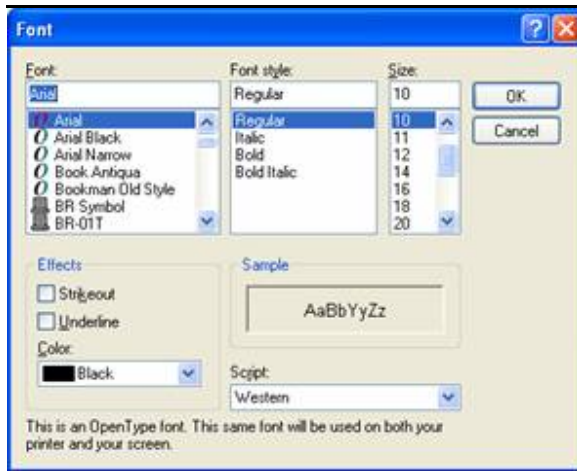 Font
Font:
Font style:
Size:
Arial
Regular
10
OK
Cancel
Arial
Arial Black
Arial Narrow
Book Antiqua
Bookman Old Style
BR Symbol
BR-01T
Regular
Italic
Bold
Bold Italic
10
11
12
14
16
18
20
Effects
Strikeout
Underline
Color:
Black
Sample
AaBbYyZz
Script:
Western
This is an OpenType font. This same font will be used on both your
printer and your screen.